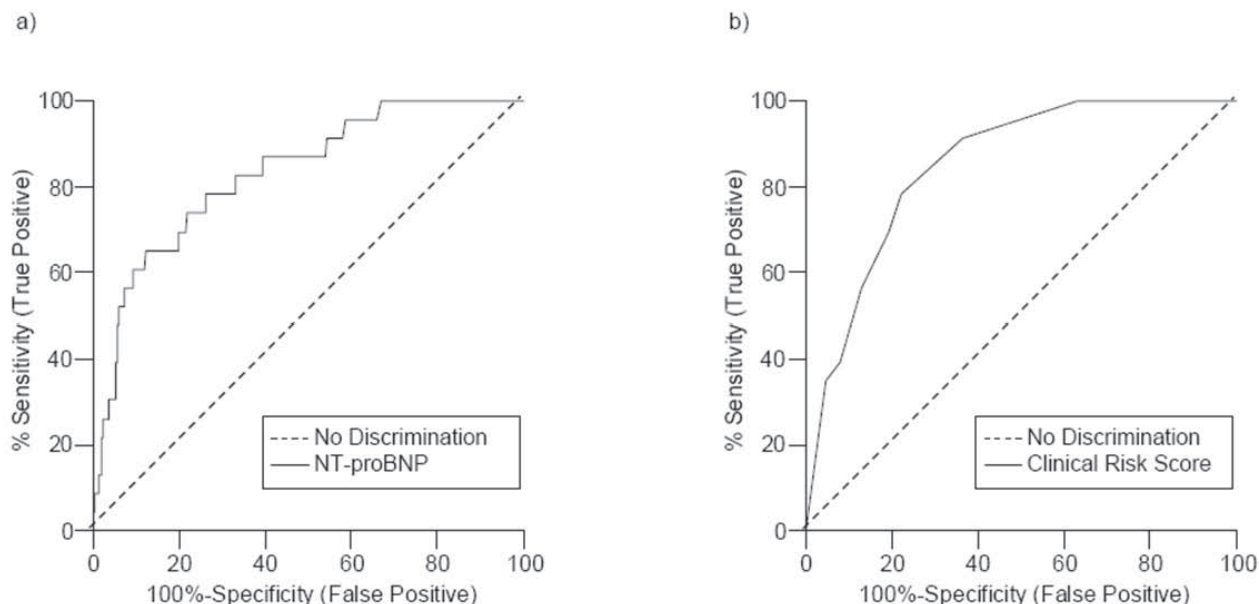 a)
100
80
60
40
20
0
% Sensitivity (True Positive)
No Discrimination
NT-proBNP
0 20 40 60 80 100
100%-Specificity (False Positive)
b)
100
80
60
40
20
0
% Sensitivity (True Positive)
No Discrimination
Clinical Risk Score
0 20 40 60 80 100
100%-Specificity (False Positive)